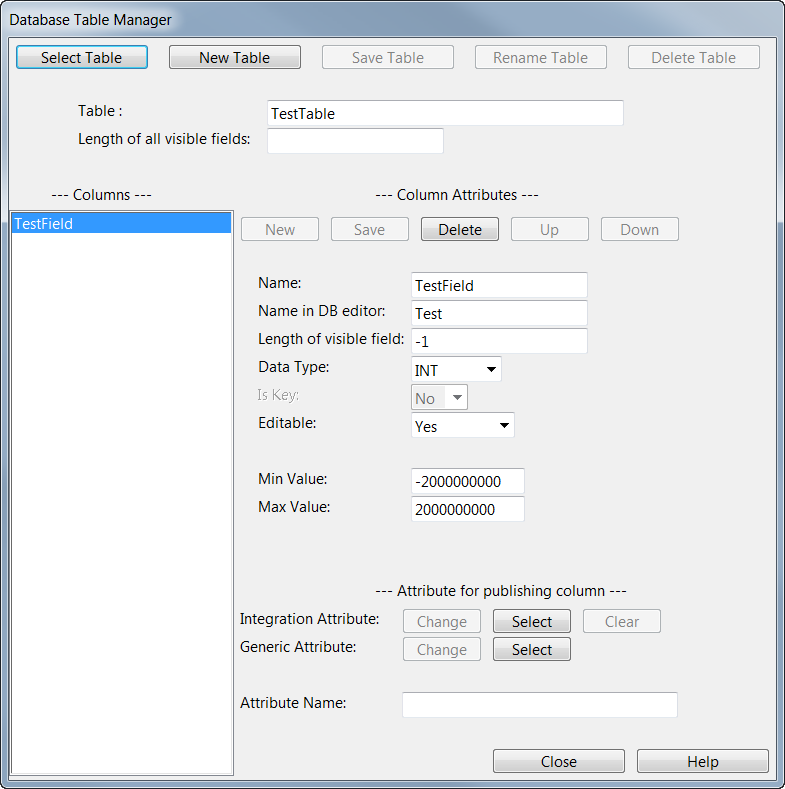 Database Table Manager
Select Table New Table Save Table Rename Table Delete Table
Table : TestTable
Length of all visible fields:
--- Columns --- --- Column Attributes ---
TestField
New Save Delete Up Down
Name: TestField
Name in DB editor: Test
Length of visible field: -1
Data Type: INT
Is Key: No
Editable: Yes
Min Value: -2000000000
Max Value: 2000000000
--- Attribute for publishing column ---
Integration Attribute: Change Select Clear
Generic Attribute: Change Select
Attribute Name:
Close Help